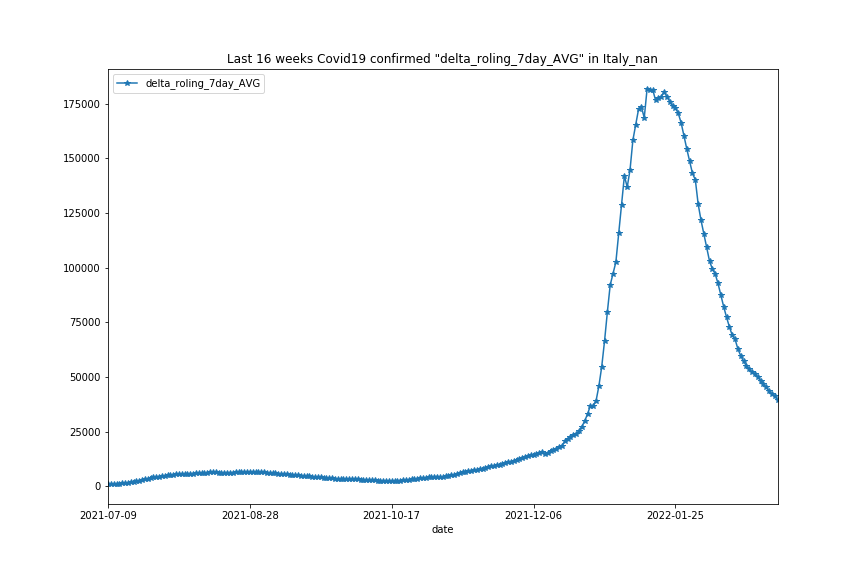 Last 16 weeks Covid19 confirmed "delta_roling_7day_AVG" in Italy_nan
delta_roling_7day_AVG
175000
150000
125000
100000
75000
50000
25000
0
2021-07-09 2021-08-28 2021-10-17 2021-12-06 2022-01-25
date